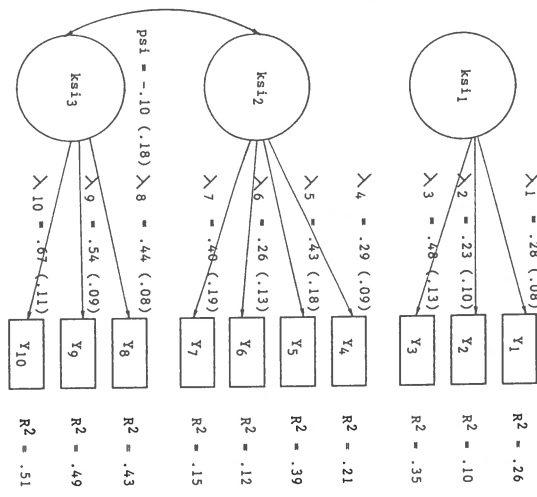 λ1 = .28 (.08) Y1 R² = .26
ksi1 λ2 = .23 (.10) Y2 R² = .10
λ3 = .48 (.13) Y3 R² = .35
λ4 = .29 (.09) Y4 R² = .21
λ5 = .43 (.18) Y5 R² = .39
ksi2 λ6 = .26 (.13) Y6 R² = .12
λ7 = .40 (.19) Y7 R² = .15
psi = -.10 (.18)
λ8 = .44 (.08) Y8 R² = .43
ksi3 λ9 = .54 (.09) Y9 R² = .49
λ10 = .67 (.11) Y10 R² = .51